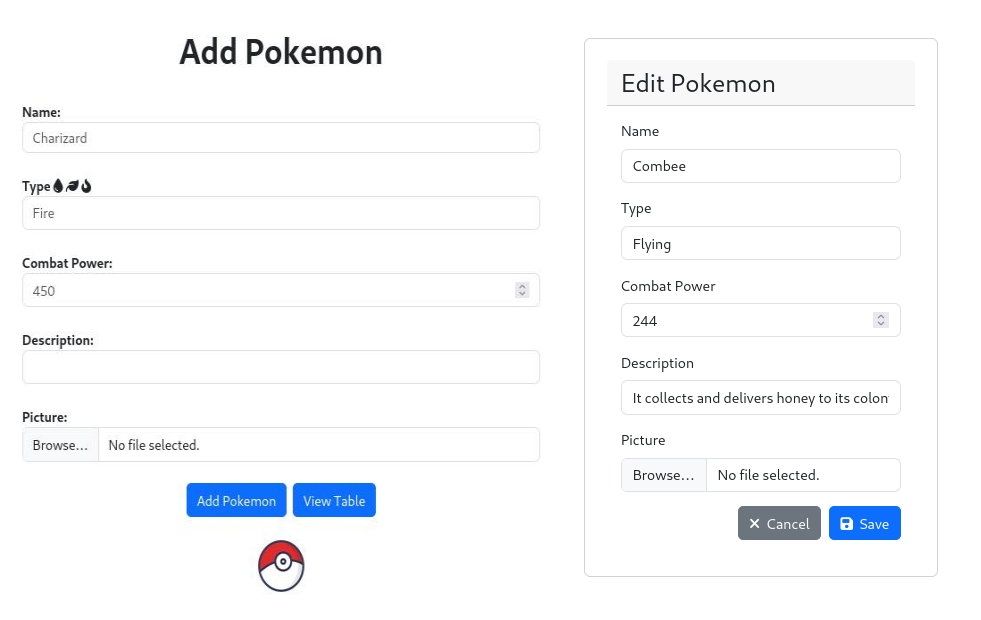 Add Pokemon
Name:
Charizard
Type
Fire
Combat Power:
450
Description:
Picture:
Browse... No file selected.
Add Pokemon View Table
Edit Pokemon
Name
Combee
Type
Flying
Combat Power
244
Description
It collects and delivers honey to its colon
Picture
Browse... No file selected.
Cancel Save